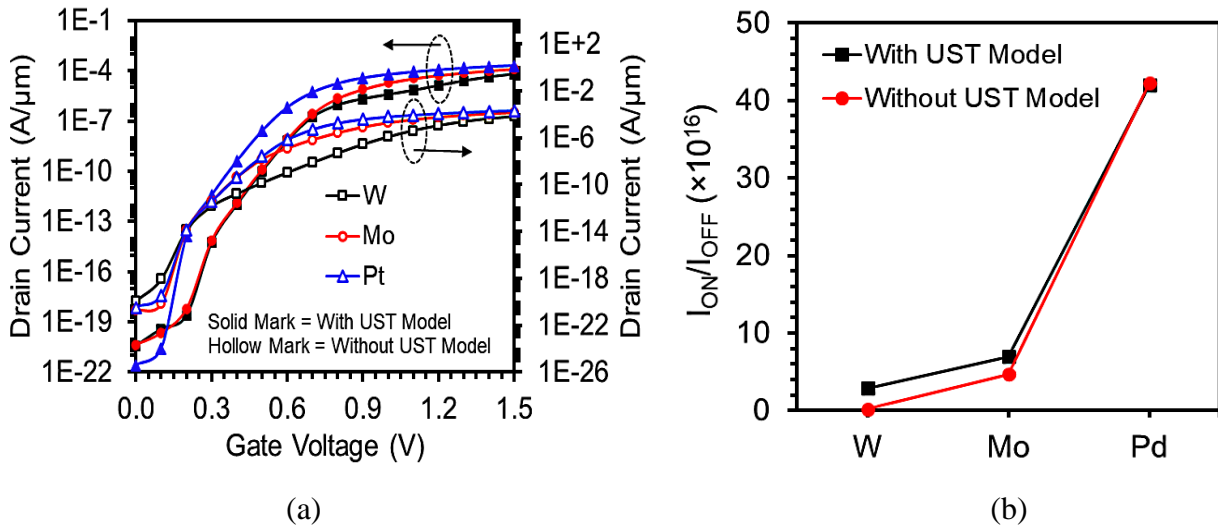 1E-1
1E-4
1E-7
1E-10
1E-13
1E-16
1E-19
1E-22
Drain Current (A/μm)
1E+2
1E-2
1E-6
1E-10
1E-14
1E-18
1E-22
1E-26
Drain Current (A/μm)
W
Mo
Pt
Solid Mark = With UST Model
Hollow Mark = Without UST Model
0.0 0.3 0.6 0.9 1.2 1.5
Gate Voltage (V)
(a)
50
40
30
20
10
0
I_ON/I_OFF (×10¹⁶)
With UST Model
Without UST Model
W Mo Pd
(b)